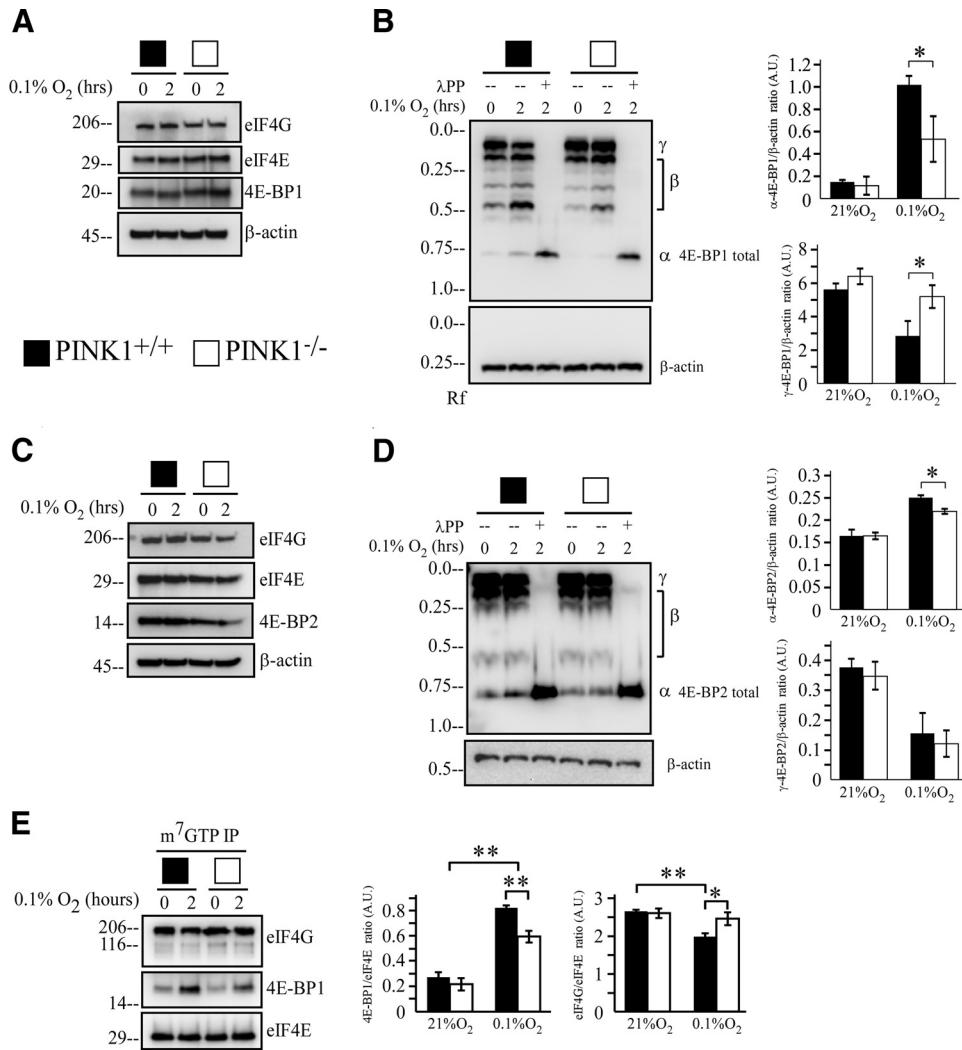 A
0.1% O2 (hrs) 0 2 0 2
206-- eIF4G
29-- eIF4E
20-- 4E-BP1
45-- β-actin
PINK1+/+ PINK1-/-
B
λPP -- -- + -- -- +
0.1% O2 (hrs) 0 2 2 0 2 2
0.0-- γ
0.25-- β
0.5--
0.75-- α 4E-BP1 total
1.0--
0.0--
0.25-- β-actin
Rf
α-4E-BP1/β-actin ratio (A.U.)
1.2
1.0
0.8
0.6
0.4
0.2
0
*
21%O2 0.1%O2
γ-4E-BP1/β-actin ratio (A.U.)
8
6
4
2
0
*
21%O2 0.1%O2
C
0.1% O2 (hrs) 0 2 0 2
206-- eIF4G
29-- eIF4E
14-- 4E-BP2
45-- β-actin
D
λPP -- -- + -- -- +
0.1% O2 (hrs) 0 2 2 0 2 2
0.0-- γ
0.25-- β
0.5--
0.75-- α 4E-BP2 total
1.0--
0.5-- β-actin
α-4E-BP2/β-actin ratio (A.U.)
0.3
0.25
0.2
0.15
0.1
0.05
0
*
21%O2 0.1%O2
γ-4E-BP2/β-actin ratio (A.U.)
0.4
0.3
0.2
0.1
0
21%O2 0.1%O2
E
m7GTP IP
0.1% O2 (hours) 0 2 0 2
206-- eIF4G
116--
4E-BP1
14--
29-- eIF4E
4E-BP1/eIF4E ratio (A.U.)
0.8
0.6
0.4
0.2
0
**
**
21%O2 0.1%O2
eIF4G/eIF4E ratio (A.U.)
3
2.5
2
1.5
1
0.5
0
**
*
21%O2 0.1%O2